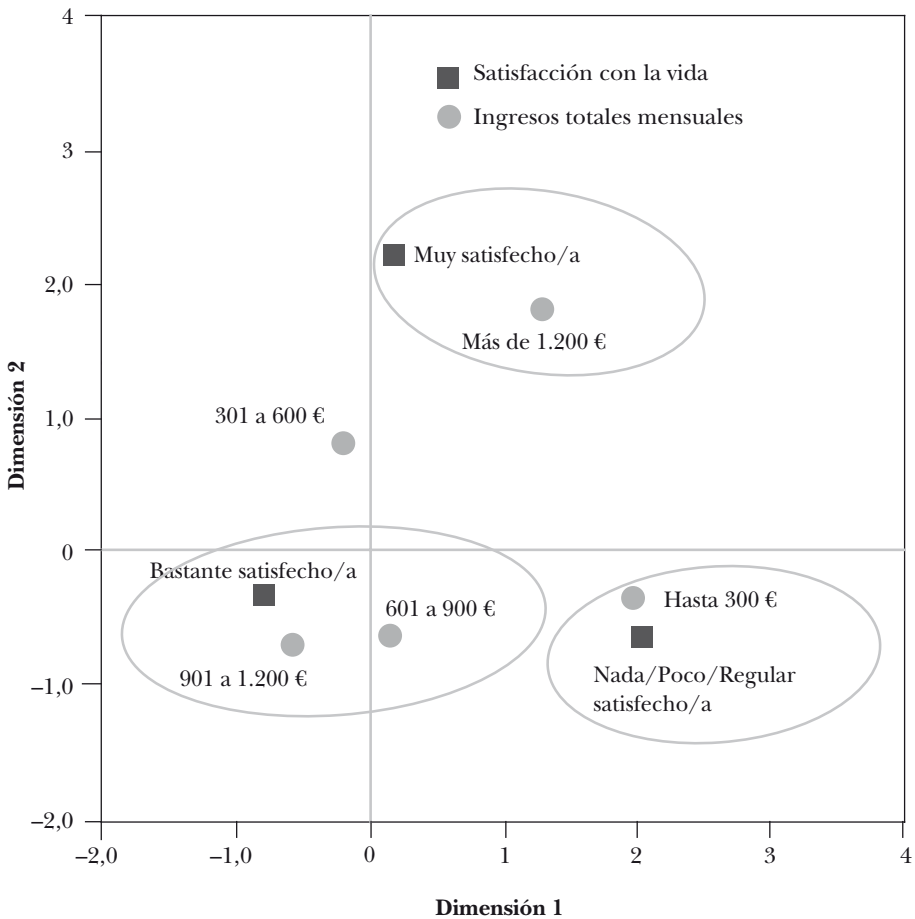 4
Satisfacción con la vida
Ingresos totales mensuales
3
Muy satisfecho/a
2,0
Más de 1.200 €
301 a 600 €
1,0
Dimensión 2
0
Bastante satisfecho/a
601 a 900 €
Hasta 300 €
901 a 1.200 €
Nada/Poco/Regular
satisfecho/a
–1,0
–2,0
–2,0 –1,0 0 1 2 3 4
Dimensión 1